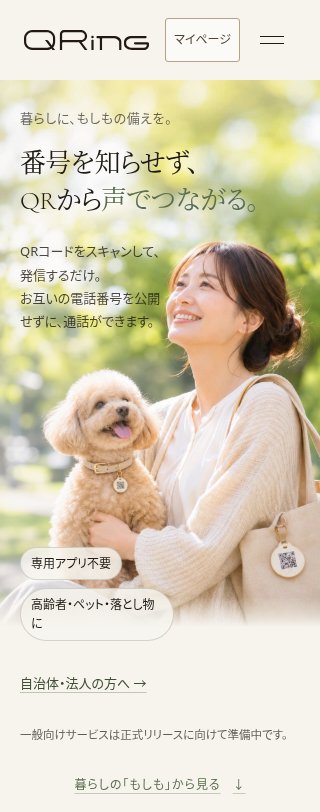 QRing
マイページ
暮らしに、もしもの備えを。
番号を知らせず、
QRから声でつながる。
QRコードをスキャンして、
発信するだけ。
お互いの電話番号を公開
せずに、通話ができます。
専用アプリ不要
高齢者・ペット・落とし物
に
自治体・法人の方へ →
一般向けサービスは正式リリースに向けて準備中です。
暮らしの「もしも」から見る ↓